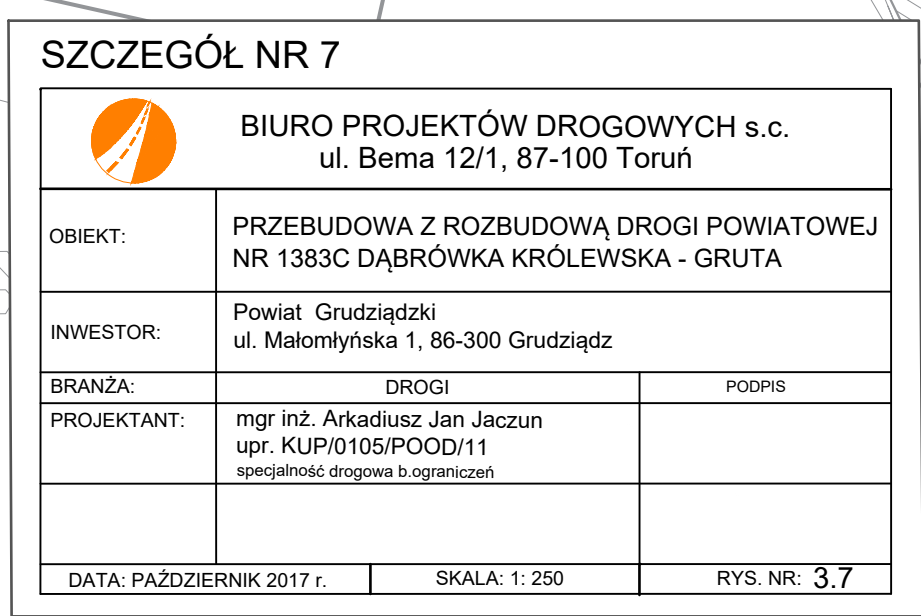 SZCZEGÓŁ NR 7
BIURO PROJEKTÓW DROGOWYCH s.c.
ul. Bema 12/1, 87-100 Toruń
OBIEKT:
PRZEBUDOWA Z ROZBUDOWĄ DROGI POWIATOWEJ
NR 1383C DĄBRÓWKA KRÓLEWSKA - GRUTA
INWESTOR:
Powiat Grudziądzki
ul. Małomłyńska 1, 86-300 Grudziądz
BRANŻA: DROGI PODPIS
PROJEKTANT:
mgr inż. Arkadiusz Jan Jaczun
upr. KUP/0105/POOD/11
specjalność drogowa b.ograniczeń
DATA: PAŹDZIERNIK 2017 r. SKALA: 1: 250 RYS. NR: 3.7